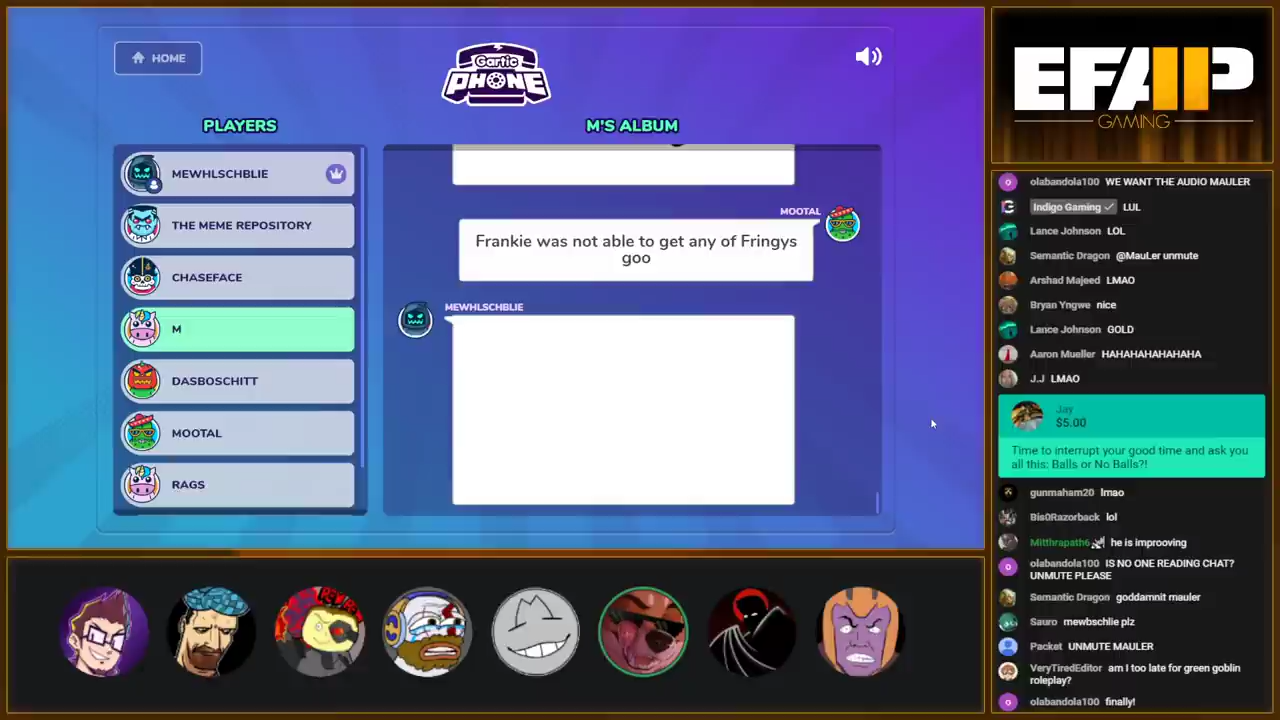 HOME
Gartic
PHONE
PLAYERS
MEWHLSCHBLIE
THE MEME REPOSITORY
CHASEFACE
M
DASBOSCHITT
MOOTAL
RAGS
M'S ALBUM
MOOTAL
Frankie was not able to get any of Fringys
goo
MEWHLSCHBLIE
EFAP
GAMING
olabandola100 WE WANT THE AUDIO MAULER
Indigo Gaming LUL
Lance Johnson LOL
Semantic Dragon @MauLer unmute
Arshad Majeed LMAO
Bryan Yngwe nice
Lance Johnson GOLD
Aaron Mueller HAHAHAHAHAHA
J.J LMAO
Jay
$5.00
Time to interrupt your good time and ask you
all this: Balls or No Balls?!
gunmaham20 lmao
Bis0Razorback lol
Mitthrapath6 he is improoving
olabandola100 IS NO ONE READING CHAT?
UNMUTE PLEASE
Semantic Dragon goddamnit mauler
Sauro mewbschlie plz
Packet UNMUTE MAULER
VeryTiredEditor am I too late for green goblin
roleplay?
olabandola100 finally!